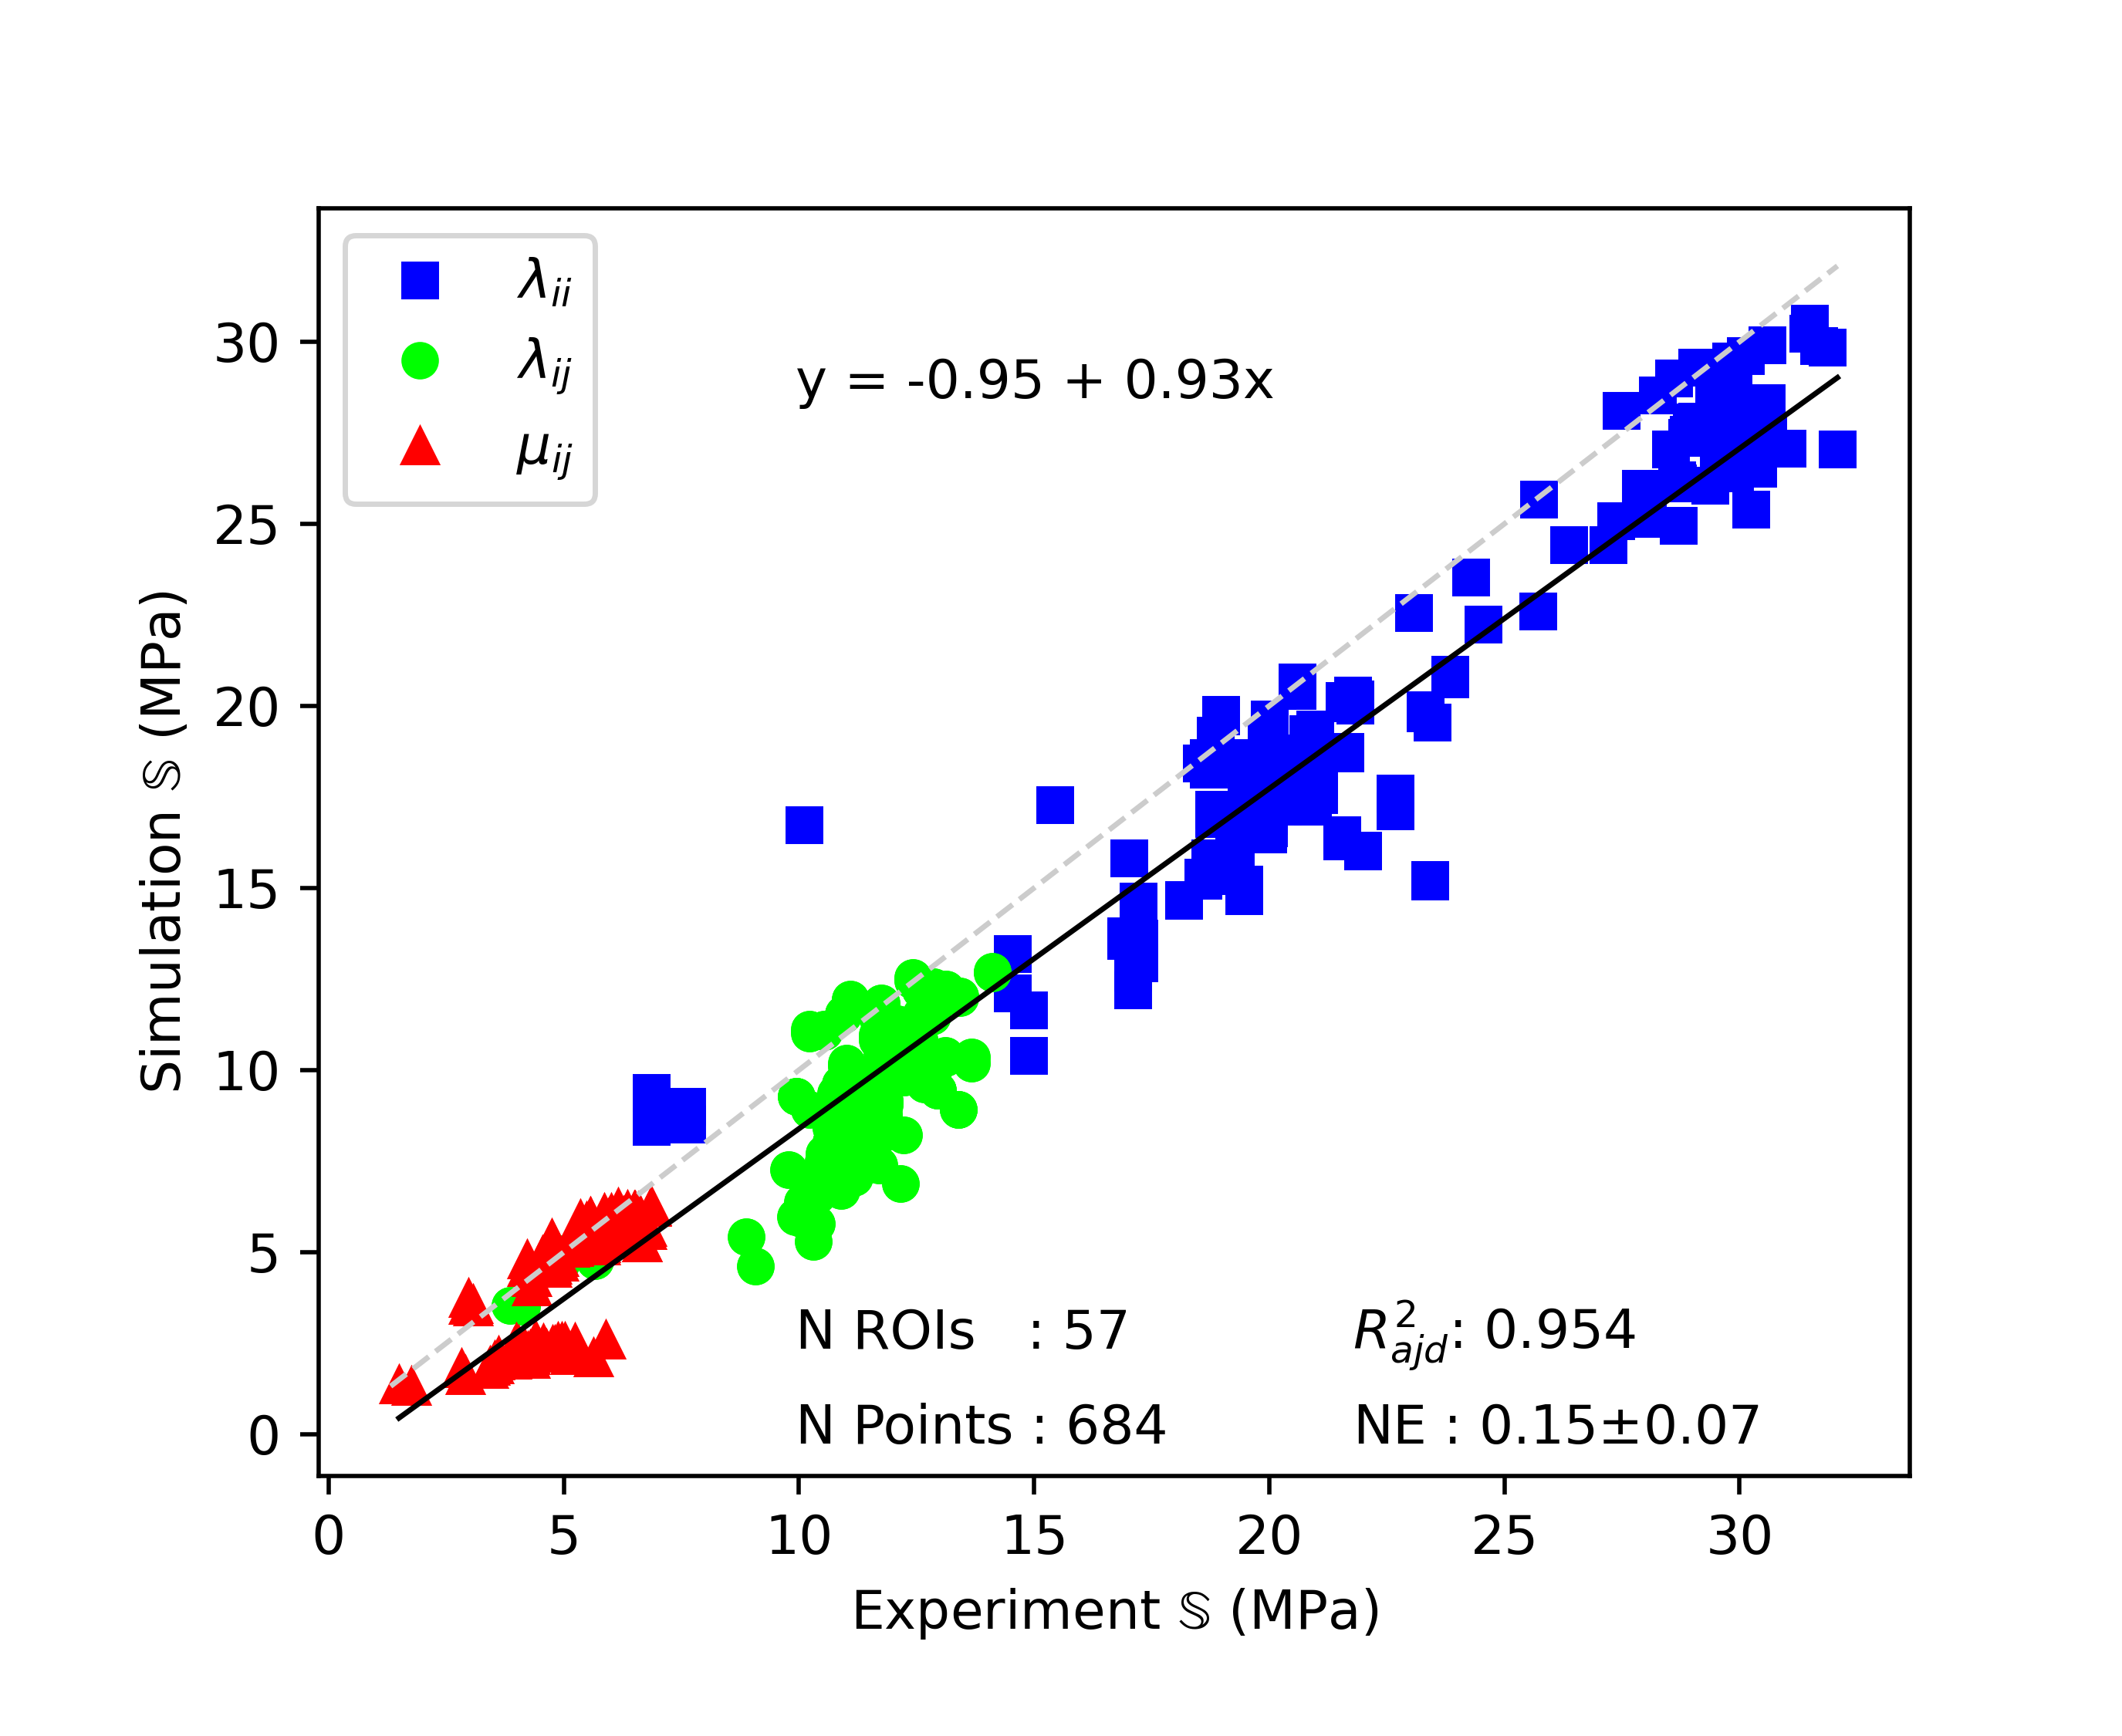 λii
λij
μij
y = -0.95 + 0.93x
30
25
20
15
10
5
0
Simulation 𝕊 (MPa)
N ROIs : 57
R²ajd: 0.954
N Points : 684
NE : 0.15±0.07
0 5 10 15 20 25 30
Experiment 𝕊 (MPa)